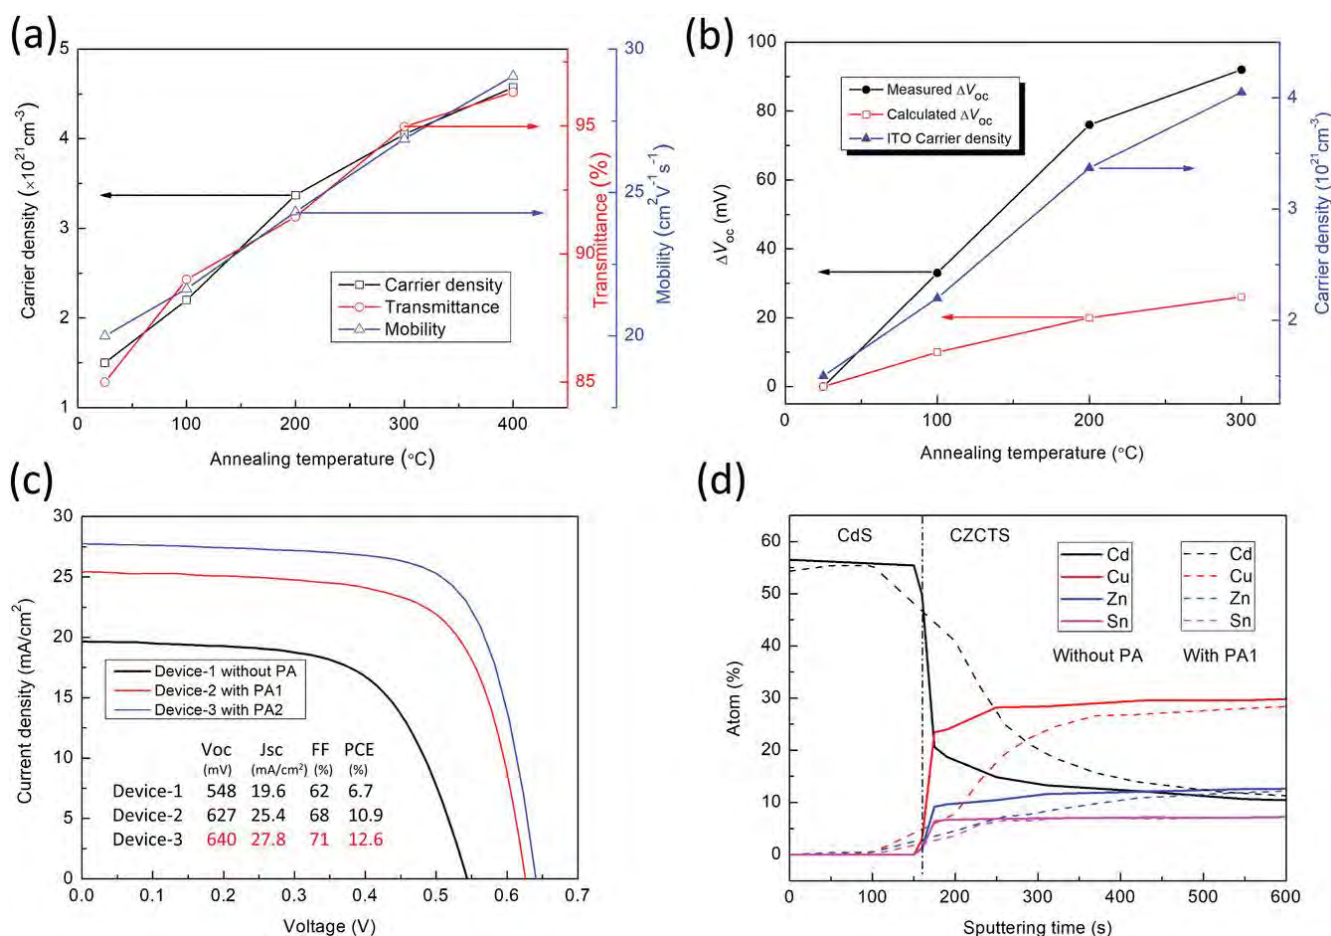 (a)
5
4
3
2
1
Carrier density (×10²¹cm⁻³)
0 100 200 300 400
Annealing temperature (°C)
95
90
85
Transmittance (%)
30
25
20
Mobility (cm²V⁻¹s⁻¹)
Carrier density
Transmittance
Mobility
(b)
100
80
60
40
20
0
ΔVoc (mV)
Measured ΔVoc
Calculated ΔVoc
ITO Carrier density
4
3
2
Carrier density (10²¹cm⁻³)
0 100 200 300
Annealing temperature (°C)
(c)
30
25
20
15
10
5
0
Current density (mA/cm²)
Device-1 without PA
Device-2 with PA1
Device-3 with PA2
Voc Jsc FF PCE
(mV) (mA/cm²) (%) (%)
Device-1 548 19.6 62 6.7
Device-2 627 25.4 68 10.9
Device-3 640 27.8 71 12.6
0.0 0.1 0.2 0.3 0.4 0.5 0.6 0.7
Voltage (V)
(d)
60
50
40
30
20
10
0
Atom (%)
CdS CZCTS
Cd Cd
Cu Cu
Zn Zn
Sn Sn
Without PA With PA1
0 100 200 300 400 500 600
Sputtering time (s)